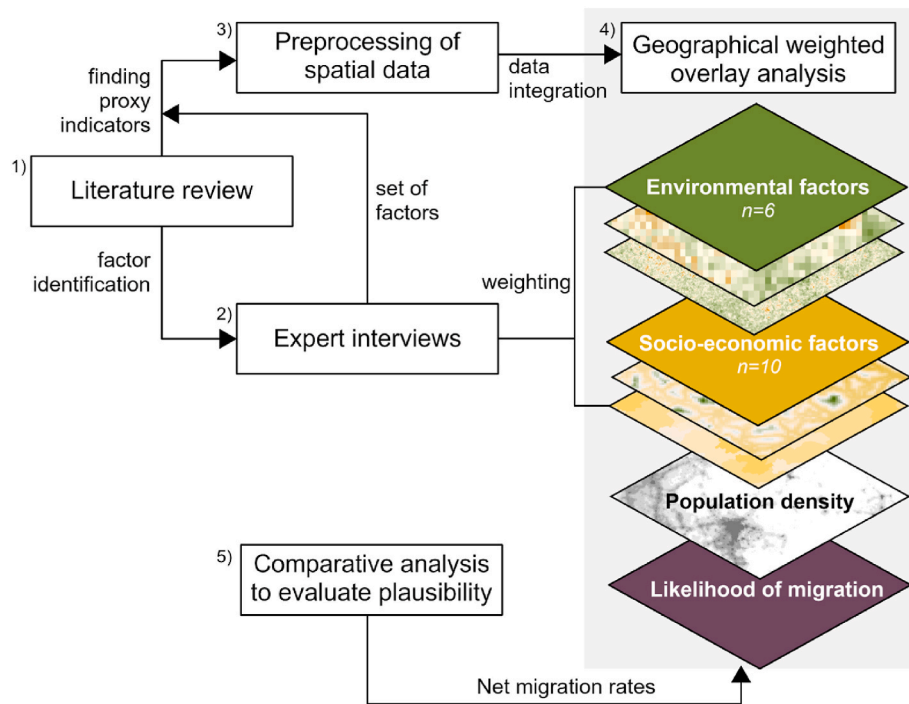 3)
Preprocessing of
spatial data
4)
Geographical weighted
overlay analysis
finding
proxy
indicators
data
integration
1)
Literature review
set of
factors
Environmental factors
n=6
factor
identification
weighting
2)
Expert interviews
Socio-economic factors
n=10
Population density
5)
Comparative analysis
to evaluate plausibility
Likelihood of migration
Net migration rates